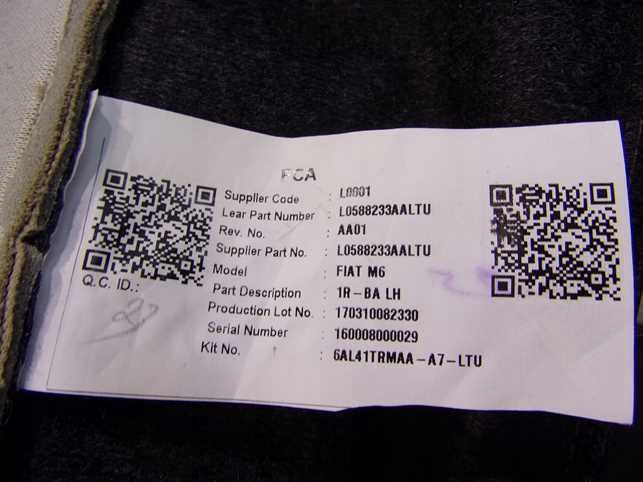 FCA
Supplier Code : L0001
Lear Part Number : L0588233AALTU
Rev. No. : AA01
Supplier Part No. : L0588233AALTU
Model : FIAT M6
Part Description : 1R-BA LH
Production Lot No. : 170310082330
Serial Number : 160008000029
Kit No. : 6AL41TRMAA-A7-LTU
Q.C. ID.: